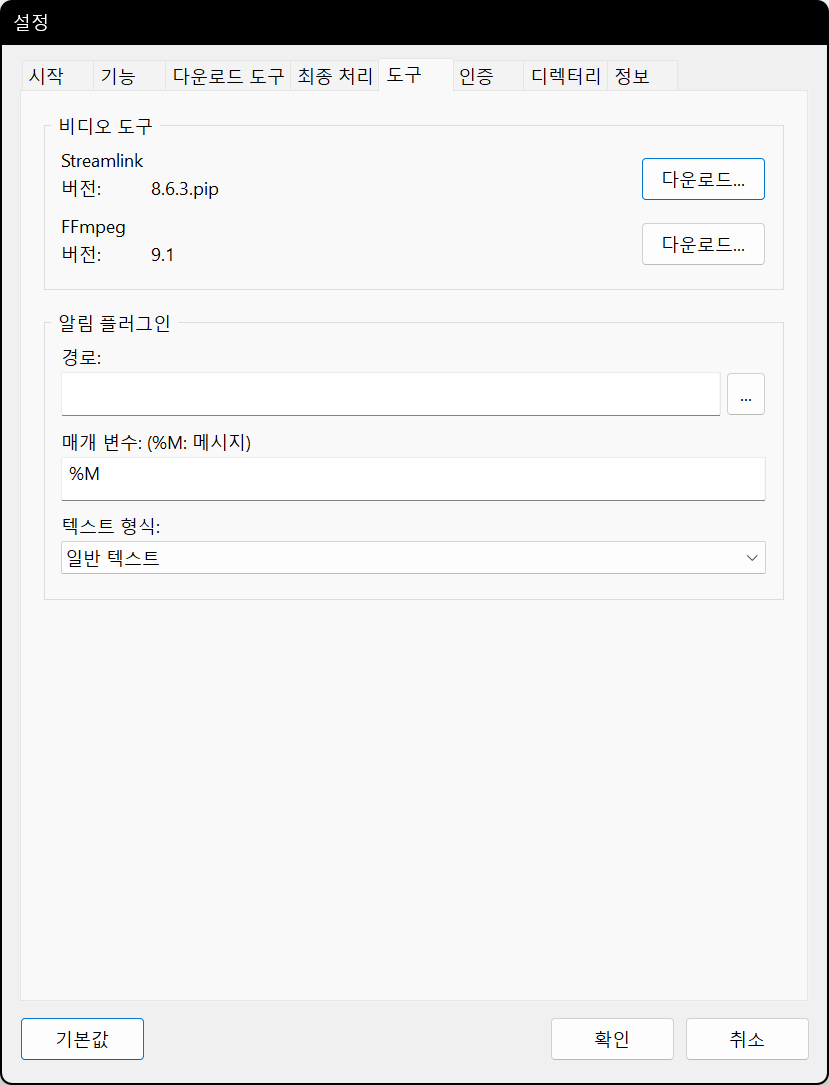 설정
시작 기능 다운로드 도구 최종 처리 도구 인증 디렉터리 정보
비디오 도구
Streamlink
버전: 8.6.3.pip
다운로드...
FFmpeg
버전: 9.1
다운로드...
알림 플러그인
경로:
...
매개 변수: (%M: 메시지)
%M
텍스트 형식:
일반 텍스트
기본값 확인 취소